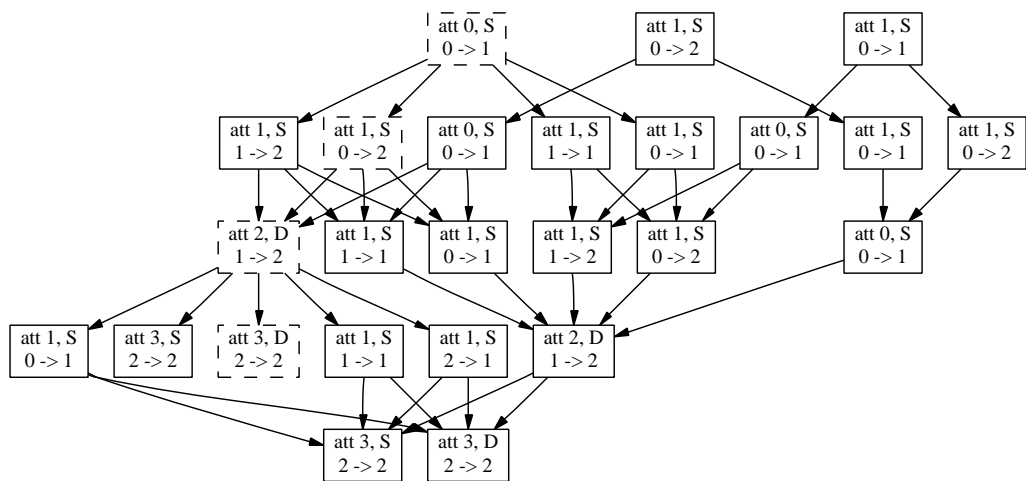 att 0, S
0 -> 1
att 1, S
0 -> 2
att 1, S
0 -> 1
att 1, S
1 -> 2
att 1, S
0 -> 2
att 0, S
0 -> 1
att 1, S
1 -> 1
att 1, S
0 -> 1
att 0, S
0 -> 1
att 1, S
0 -> 1
att 1, S
0 -> 2
att 2, D
1 -> 2
att 1, S
1 -> 1
att 1, S
0 -> 1
att 1, S
1 -> 2
att 1, S
0 -> 2
att 0, S
0 -> 1
att 1, S
0 -> 1
att 3, S
2 -> 2
att 3, D
2 -> 2
att 1, S
1 -> 1
att 1, S
2 -> 1
att 2, D
1 -> 2
att 3, S
2 -> 2
att 3, D
2 -> 2